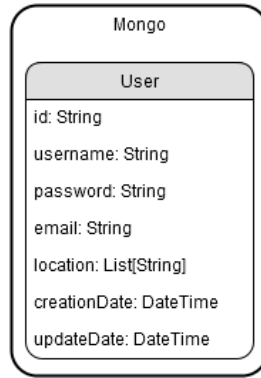 Mongo
User
id: String
username: String
password: String
email: String
location: List[String]
creationDate: DateTime
updateDate: DateTime